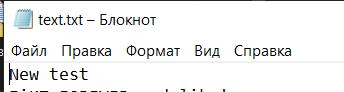 text.txt – Блокнот
Файл Правка Формат Вид Справка
New test